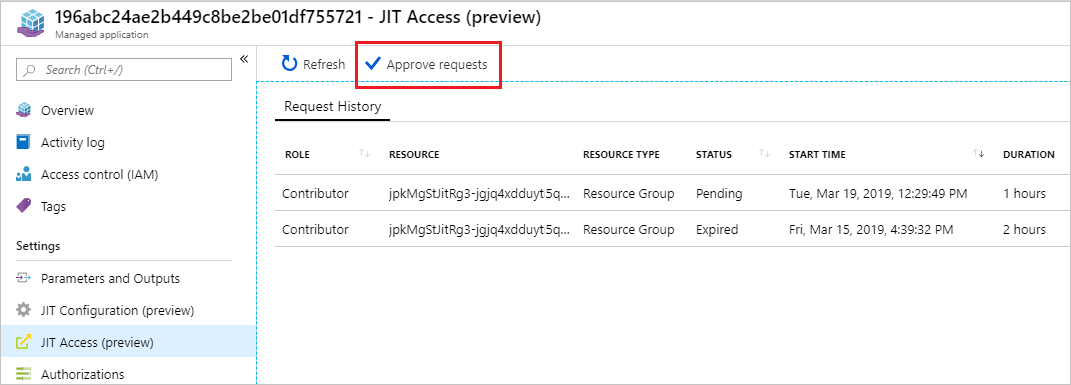 196abc24ae2b449c8be2be01df755721 - JIT Access (preview)
Managed application
Search (Ctrl+/)
«
Overview
Activity log
Access control (IAM)
Tags
Settings
Parameters and Outputs
JIT Configuration (preview)
JIT Access (preview)
Authorizations
Refresh Approve requests
Request History
ROLE RESOURCE RESOURCE TYPE STATUS START TIME DURATION
Contributor jpkMgStJitRg3-jgjq4xdduyti5q... Resource Group Pending Tue, Mar 19, 2019, 12:29:49 PM 1 hours
Contributor jpkMgStJitRg3-jgjq4xdduyti5q... Resource Group Expired Fri, Mar 15, 2019, 4:39:32 PM 2 hours